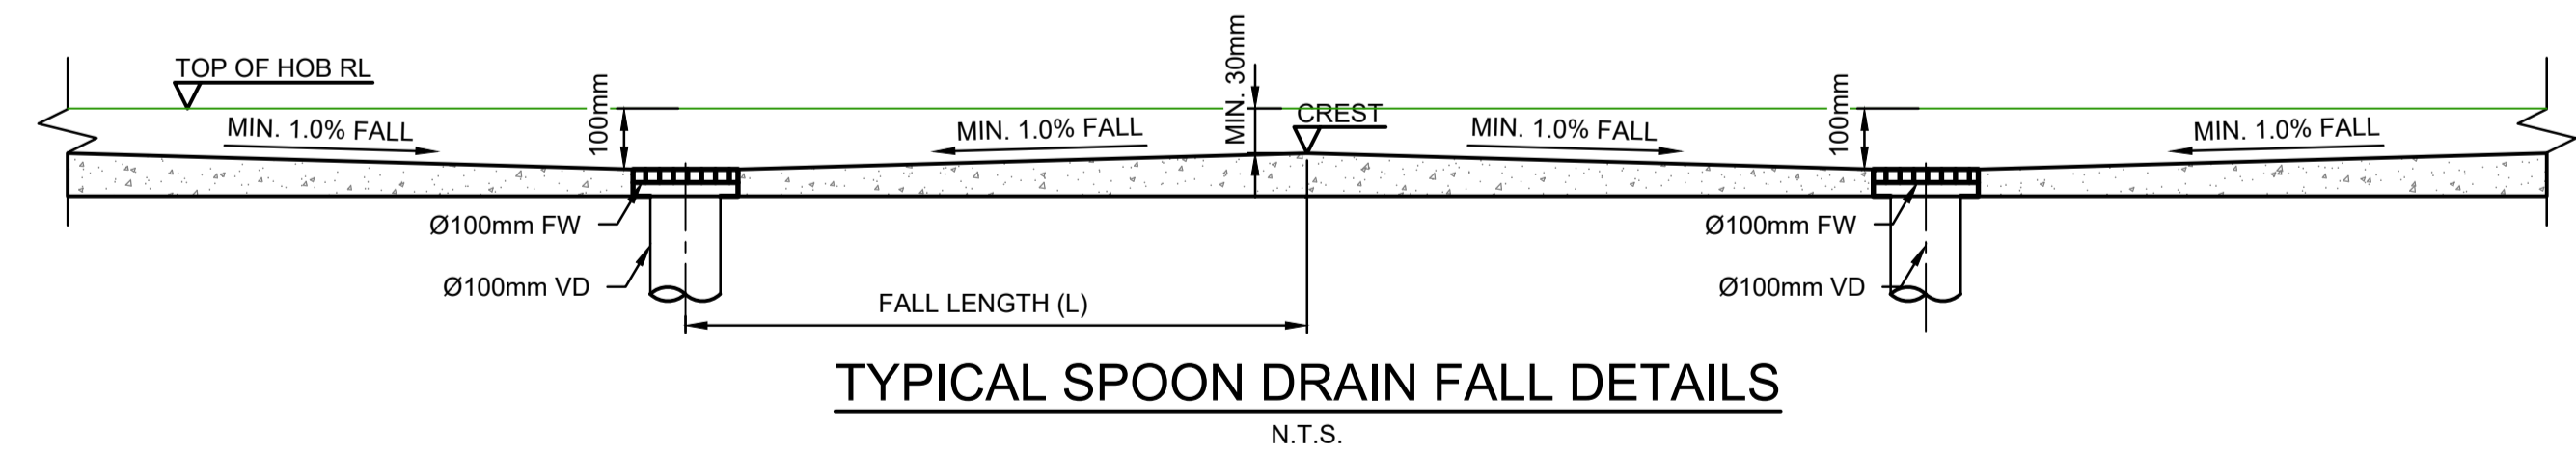 TOP OF HOB RL
100mm
MIN. 30mm
CREST
100mm
MIN. 1.0% FALL
MIN. 1.0% FALL
MIN. 1.0% FALL
MIN. 1.0% FALL
Ø100mm FW
Ø100mm FW
Ø100mm VD
Ø100mm VD
FALL LENGTH (L)
TYPICAL SPOON DRAIN FALL DETAILS
N.T.S.